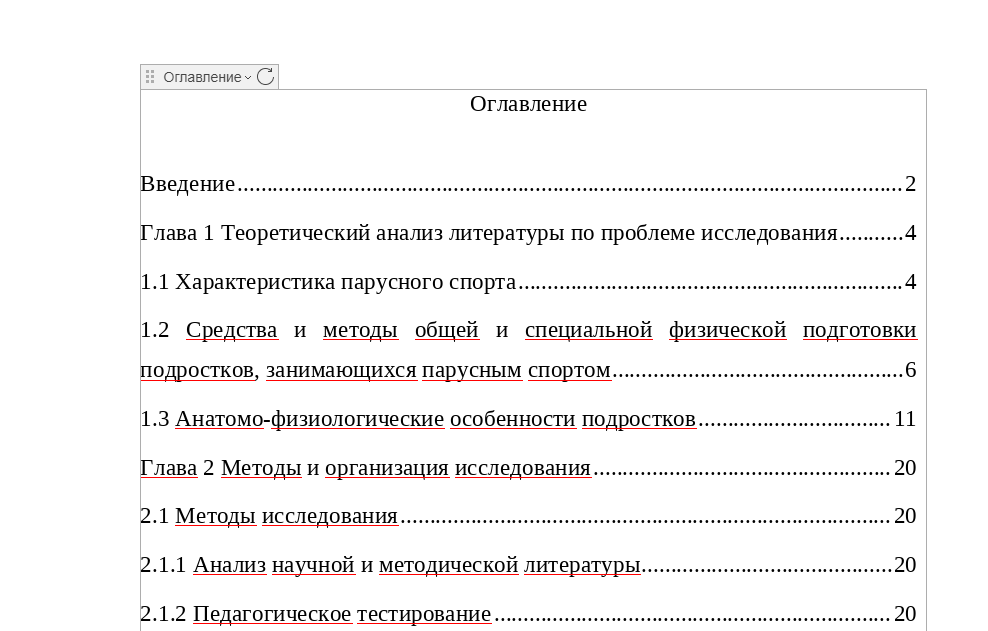 Оглавление
Оглавление
Введение....................................................................................................................2
Глава 1 Теоретический анализ литературы по проблеме исследования...........4
1.1 Характеристика парусного спорта..................................................................4
1.2 Средства и методы общей и специальной физической подготовки
подростков, занимающихся парусным спортом..................................................6
1.3 Анатомо-физиологические особенности подростков................................. 11
Глава 2 Методы и организация исследования................................................... 20
2.1 Методы исследования.................................................................................... 20
2.1.1 Анализ научной и методической литературы...........................................20
2.1.2 Педагогическое тестирование.................................................................... 20